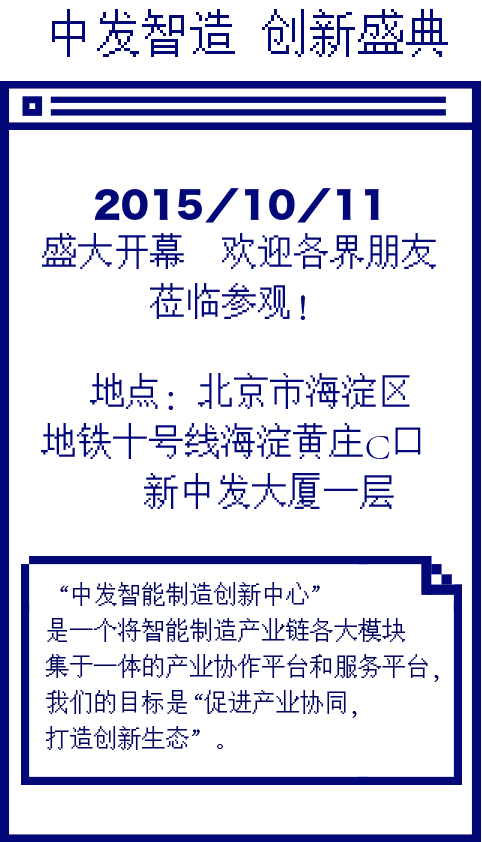 中发智造 创新盛典
2015/10/11
盛大开幕 欢迎各界朋友
莅临参观!
地点:北京市海淀区
地铁十号线海淀黄庄C口
新中发大厦一层
“中发智能制造创新中心”
是一个将智能制造产业链各大模块
集于一体的产业协作平台和服务平台,
我们的目标是“促进产业协同,
打造创新生态”。